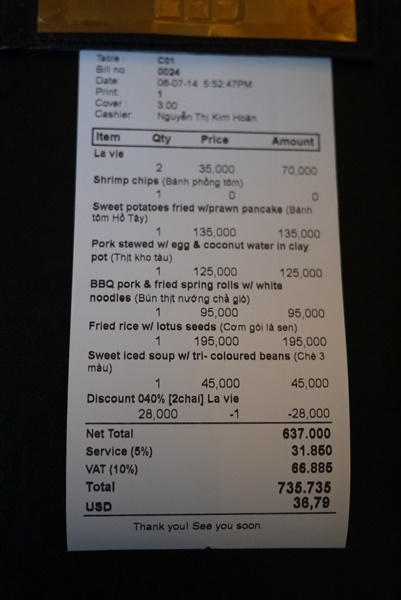 Table : C01
Bill no: 0024
Date: 06-07-14 5:52:47PM
Print: 1
Cover : 3.00
Cashier: Nguyễn Thị Kim Hoàn
Item Qty Price Amount
La vie
2 35,000 70,000
Shrimp chips (Bánh phồng tôm)
1 0 0
Sweet potatoes fried w/prawn pancake (Bánh
tôm Hồ Tây)
1 135,000 135,000
Pork stewed w/ egg & coconut water in clay
pot (Thịt kho tàu)
1 125,000 125,000
BBQ pork & fried spring rolls w/ white
noodles (Bún thịt nướng chả giò)
1 95,000 95,000
Fried rice w/ lotus seeds (Cơm gói lá sen)
1 195,000 195,000
Sweet iced soup w/ tri- coloured beans (Chè 3
màu)
1 45,000 45,000
Discount 040% [2chai] La vie
28,000 -1 -28,000
Net Total 637.000
Service (5%) 31.850
VAT (10%) 66.885
Total 735.735
USD 36,79
Thank you! See you soon.